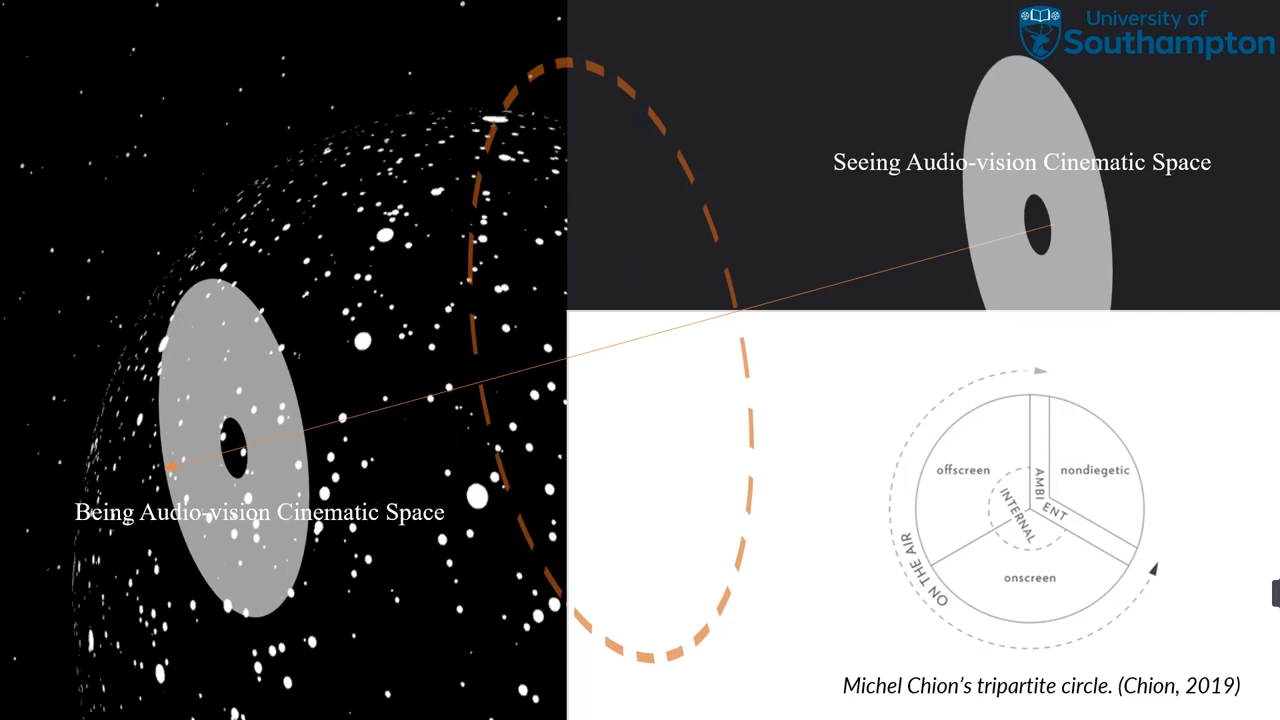 University of
Southampton
Seeing Audio-vision Cinematic Space
Being Audio-vision Cinematic Space
offscreen
nondiegetic
AMBI
ENT
INTERNAL
ON THE AIR
onscreen
Michel Chion’s tripartite circle. (Chion, 2019)